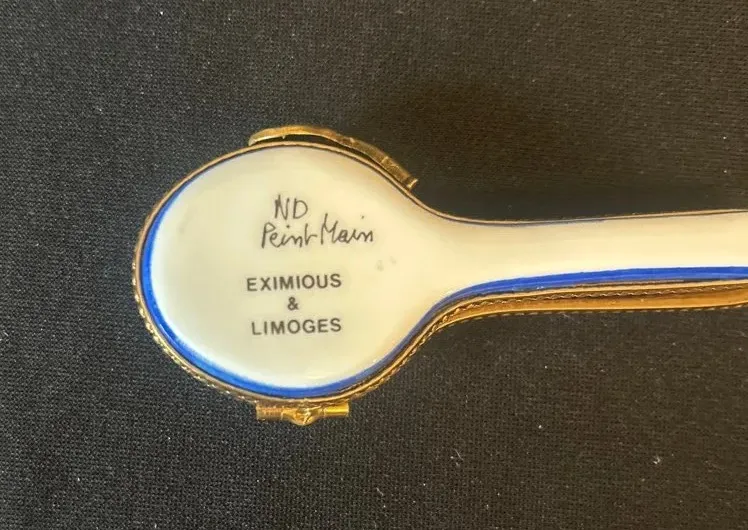 ND
Peint Main
EXIMIOUS
&
LIMOGES